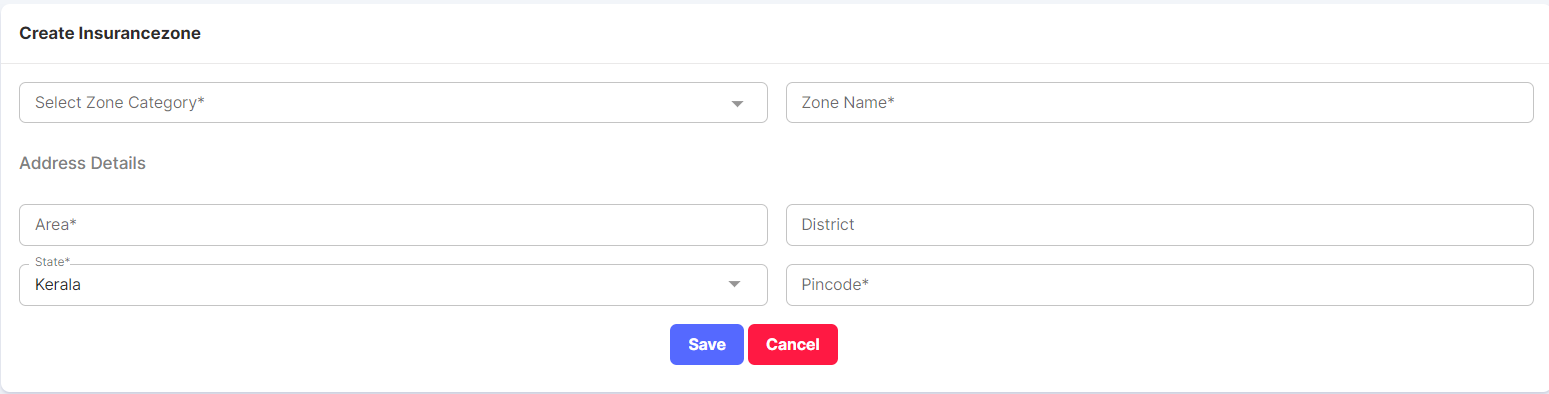 Create Insurancezone
Select Zone Category*
Zone Name*
Address Details
Area*
District
State*
Kerala
Pincode*
Save
Cancel